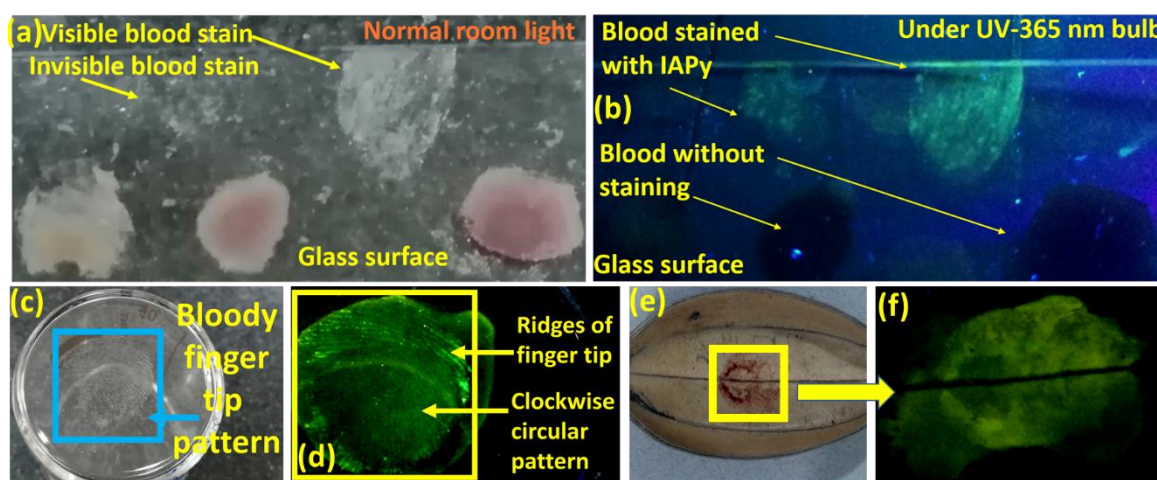 (a)
Visible blood stain
Invisible blood stain
Normal room light
Glass surface
Under UV-365 nm bulb
Blood stained
with IAPy
(b)
Blood without
staining
Glass surface
(c)
Bloody
finger
tip
pattern
(d)
Ridges of
finger tip
Clockwise
circular
pattern
(e)
(f)